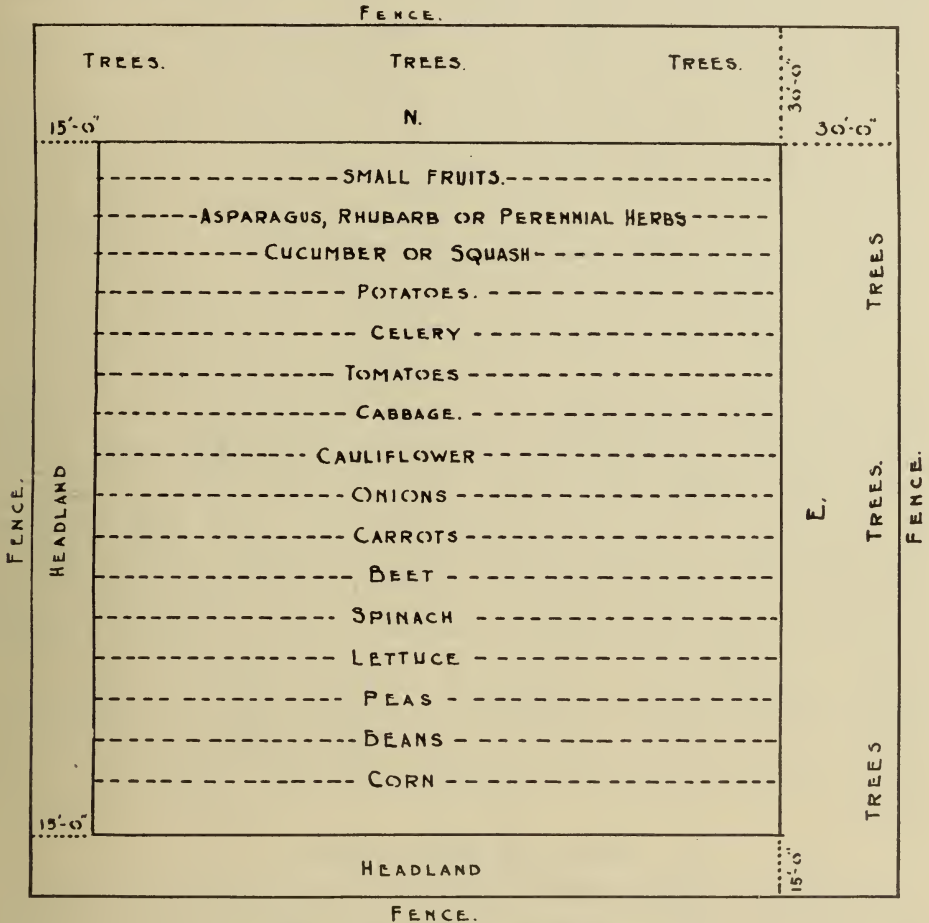 FENCE.
TREES. TREES. TREES.
30'-0"
15'-0" N. 30'-0"
SMALL FRUITS.
ASPARAGUS, RHUBARB OR PERENNIAL HERBS
CUCUMBER OR SQUASH
TREES
POTATOES.
CELERY
TOMATOES
CABBAGE.
CAULIFLOWER
FENCE.
HEADLAND
ONIONS
E.
TREES.
FENCE.
CARROTS
BEET
SPINACH
LETTUCE
PEAS
BEANS
CORN
TREES
15'-0"
HEADLAND
15'-0"
FENCE.